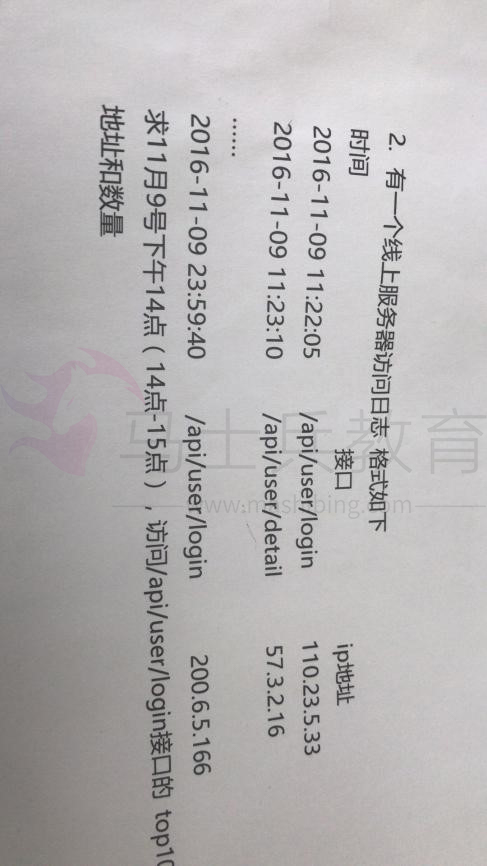 2. 有一个线上服务器访问日志 格式如下
时间 接口 ip地址
2016-11-09 11:22:05 /api/user/login 110.23.5.33
2016-11-09 11:23:10 /api/user/detail 57.3.2.16
……
2016-11-09 23:59:40 /api/user/login 200.6.5.166
求11月9号下午14点（14点-15点），访问/api/user/login接口的 top10
地址和数量
马士兵教育
www.mashibing.com